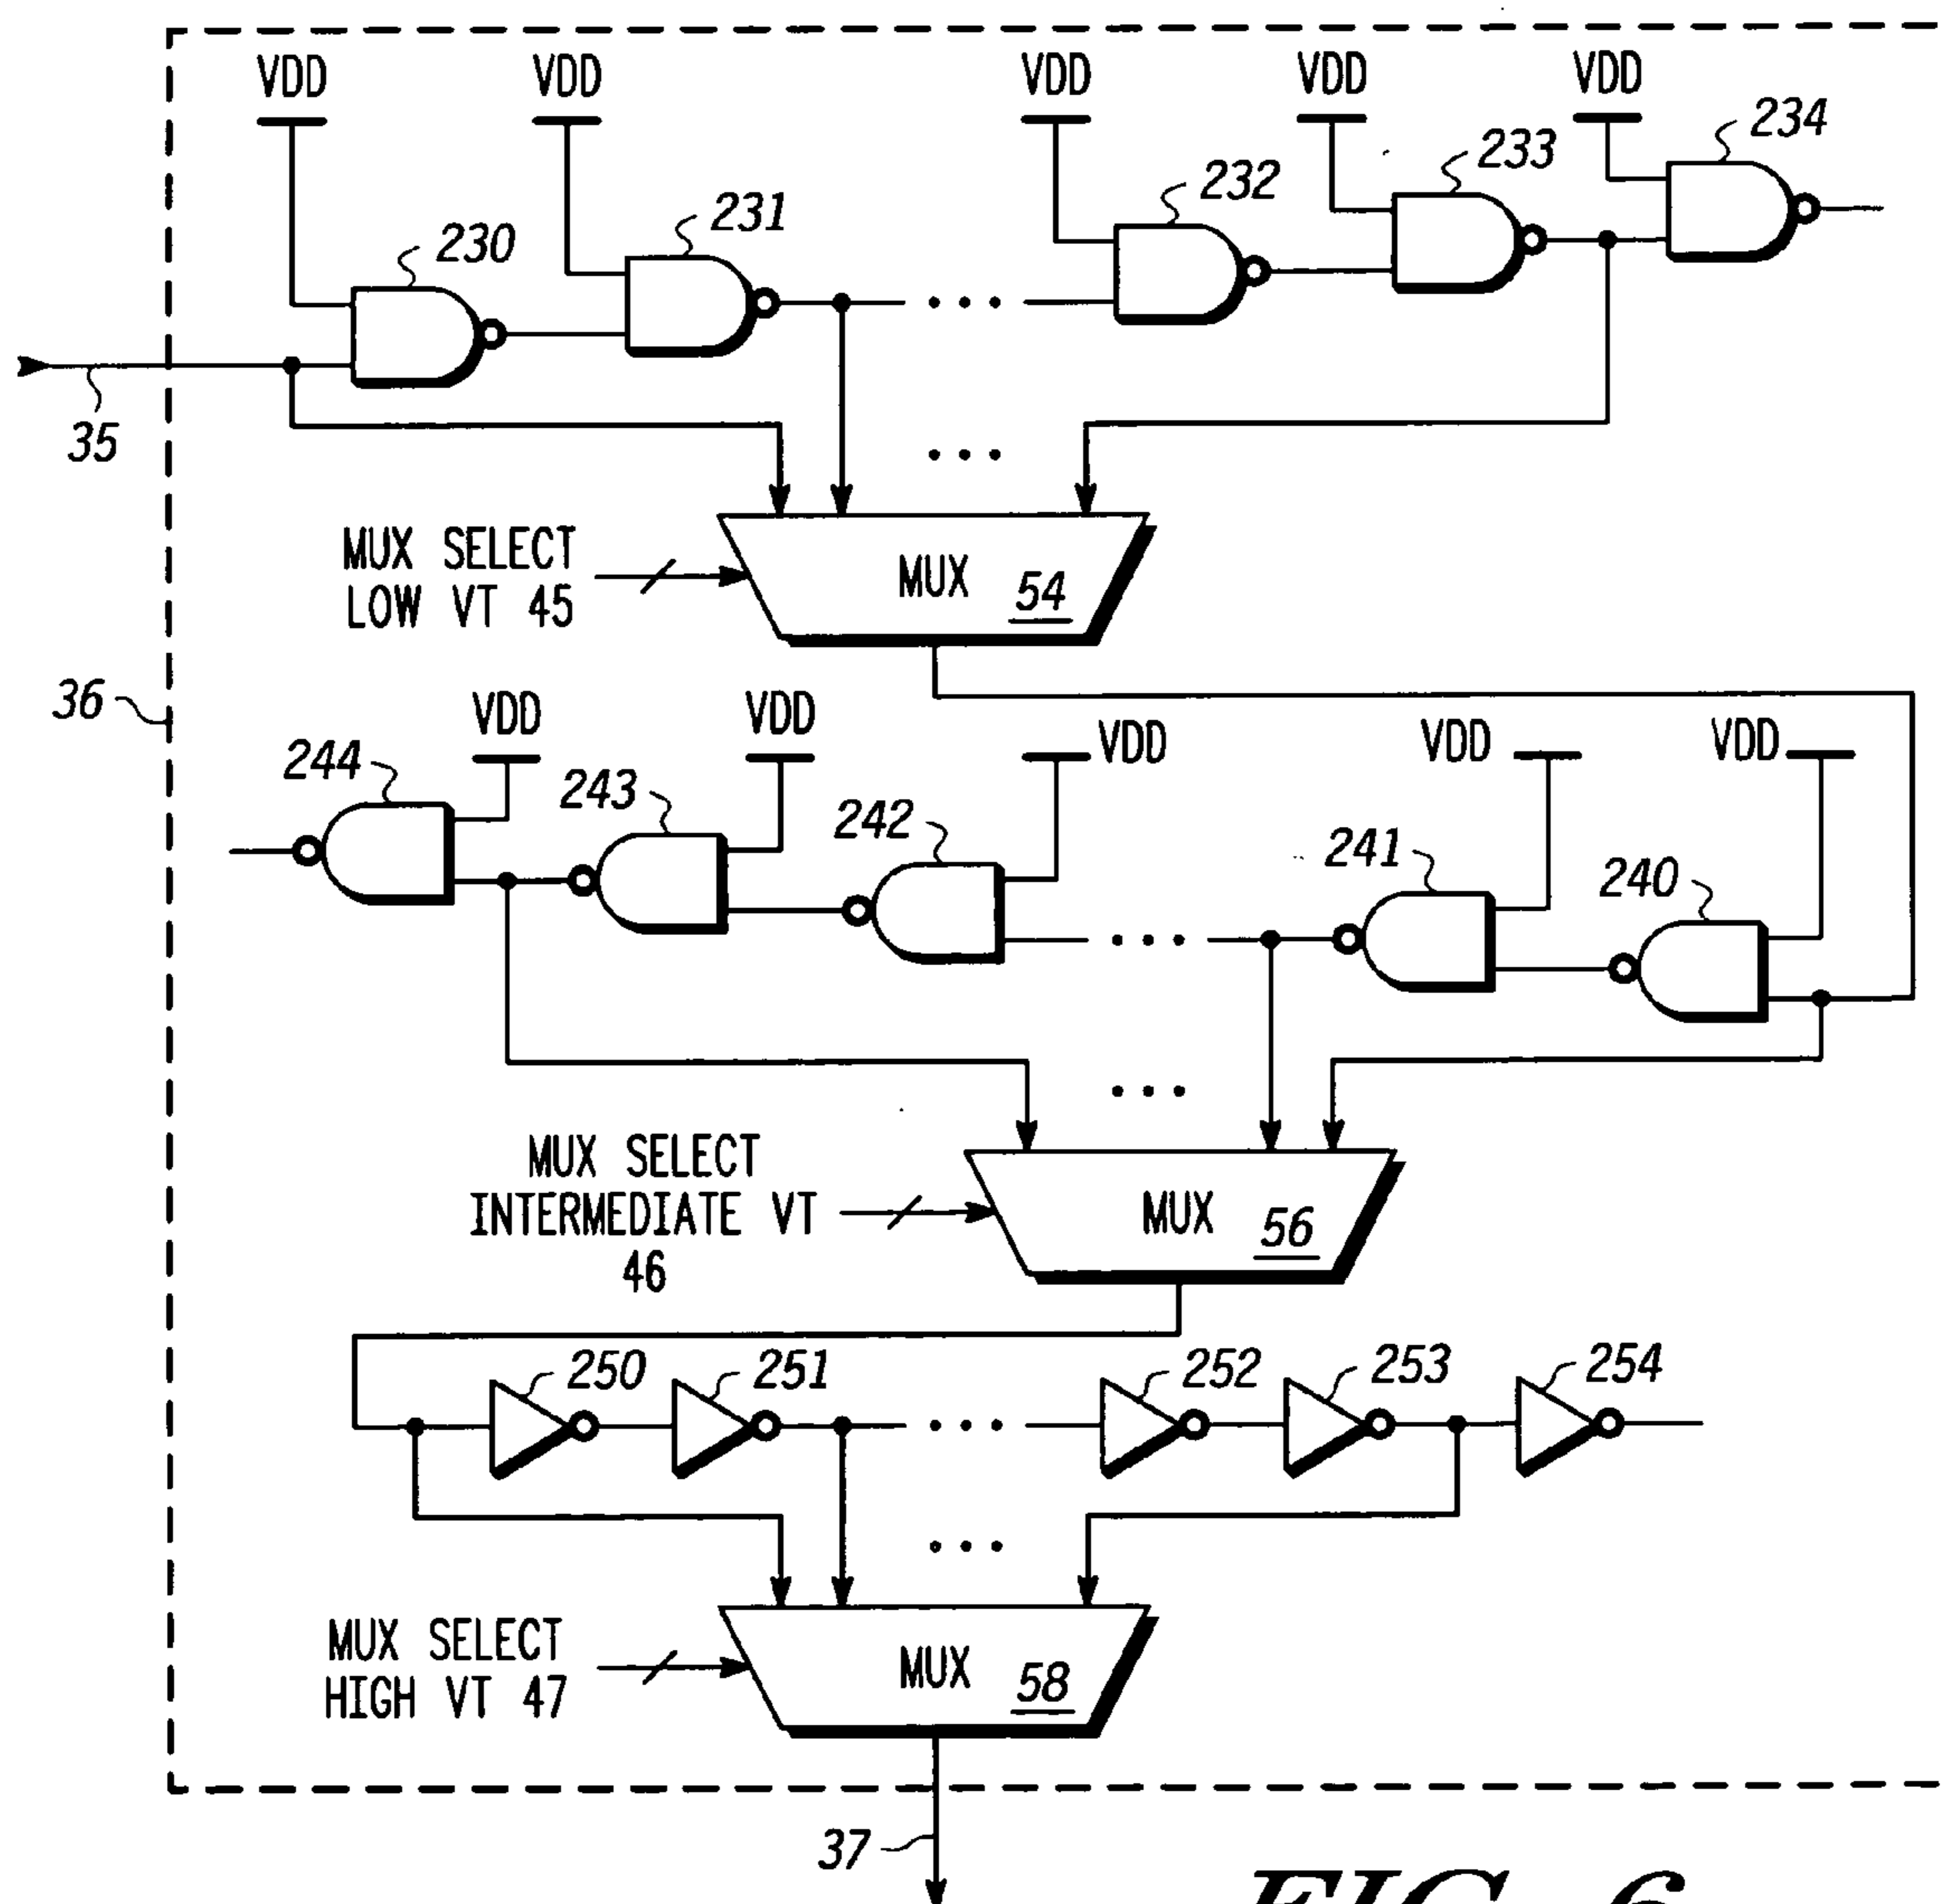 VDD
VDD
VDD
VDD
VDD
234
233
232
231
230
35
MUX SELECT
LOW VT 45
MUX 54
36
VDD
VDD
VDD
VDD
VDD
244
243
242
241
240
MUX SELECT
INTERMEDIATE VT
46
MUX 56
250
251
252
253
254
MUX SELECT
HIGH VT 47
MUX 58
37
FIG. 6